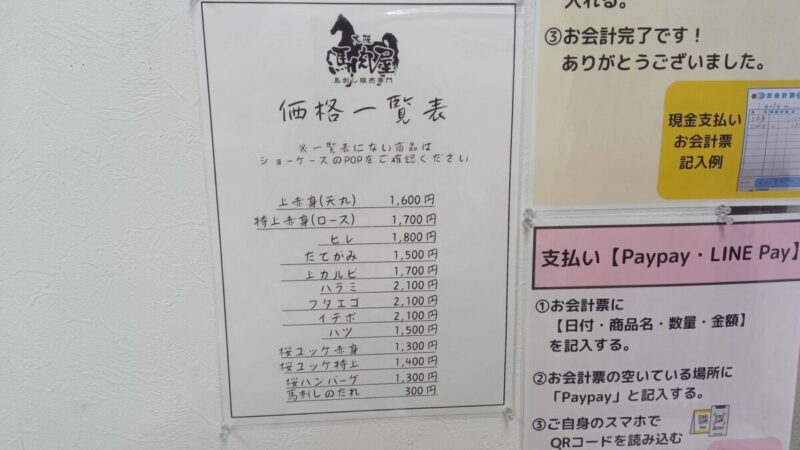 大阪
馬肉屋
馬刺し販売専門
価格一覧表
※一覧表にない商品は
ショーケースのPOPをご確認ください
上赤身(天丸) 1,600円
特上赤身(ロース) 1,700円
ヒレ 1,800円
たてがみ 1,500円
上カルビ 1,700円
ハラミ 2,100円
フタエゴ 2,100円
イチボ 2,100円
ハツ 1,500円
桜ユッケ赤身 1,300円
桜ユッケ特上 1,400円
桜ハンバーグ 1,300円
馬刺しのたれ 300円
入れる。
③お会計完了です！
ありがとうございました。
現金支払い
お会計票
記入例
お会計票
支払い【Paypay・LINE Pay】
①お会計票に
【日付・商品名・数量・金額】
を記入する。
②お会計票の空いている場所に
「Paypay」と記入する。
③ご自身のスマホで
QRコードを読み込む